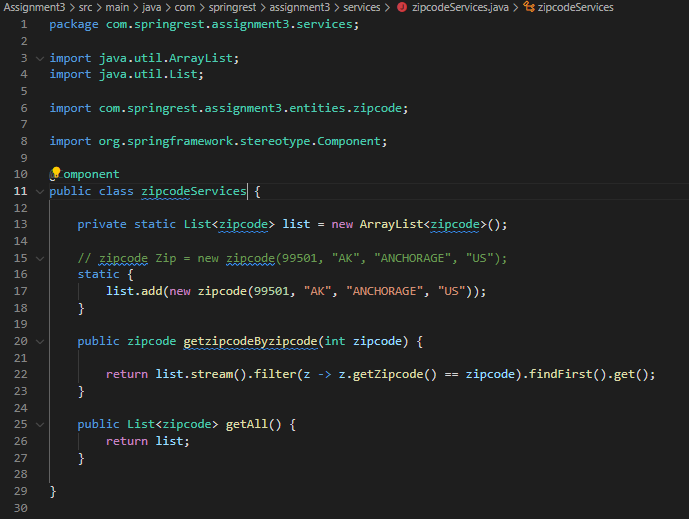 Assignment3 > src > main > java > com > springrest > assignment3 > services > J zipcodeServices.java > zipcodeServices
1 package com.springrest.assignment3.services;
2
3 import java.util.ArrayList;
4 import java.util.List;
5
6 import com.springrest.assignment3.entities.zipcode;
7
8 import org.springframework.stereotype.Component;
9
10 @Component
11 public class zipcodeServices {
12
13 private static List<zipcode> list = new ArrayList<zipcode>();
14
15 // zipcode Zip = new zipcode(99501, "AK", "ANCHORAGE", "US");
16 static {
17 list.add(new zipcode(99501, "AK", "ANCHORAGE", "US"));
18 }
19
20 public zipcode getzipcodeByzipcode(int zipcode) {
21
22 return list.stream().filter(z -> z.getZipcode() == zipcode).findFirst().get();
23 }
24
25 public List<zipcode> getAll() {
26 return list;
27 }
28
29 }
30